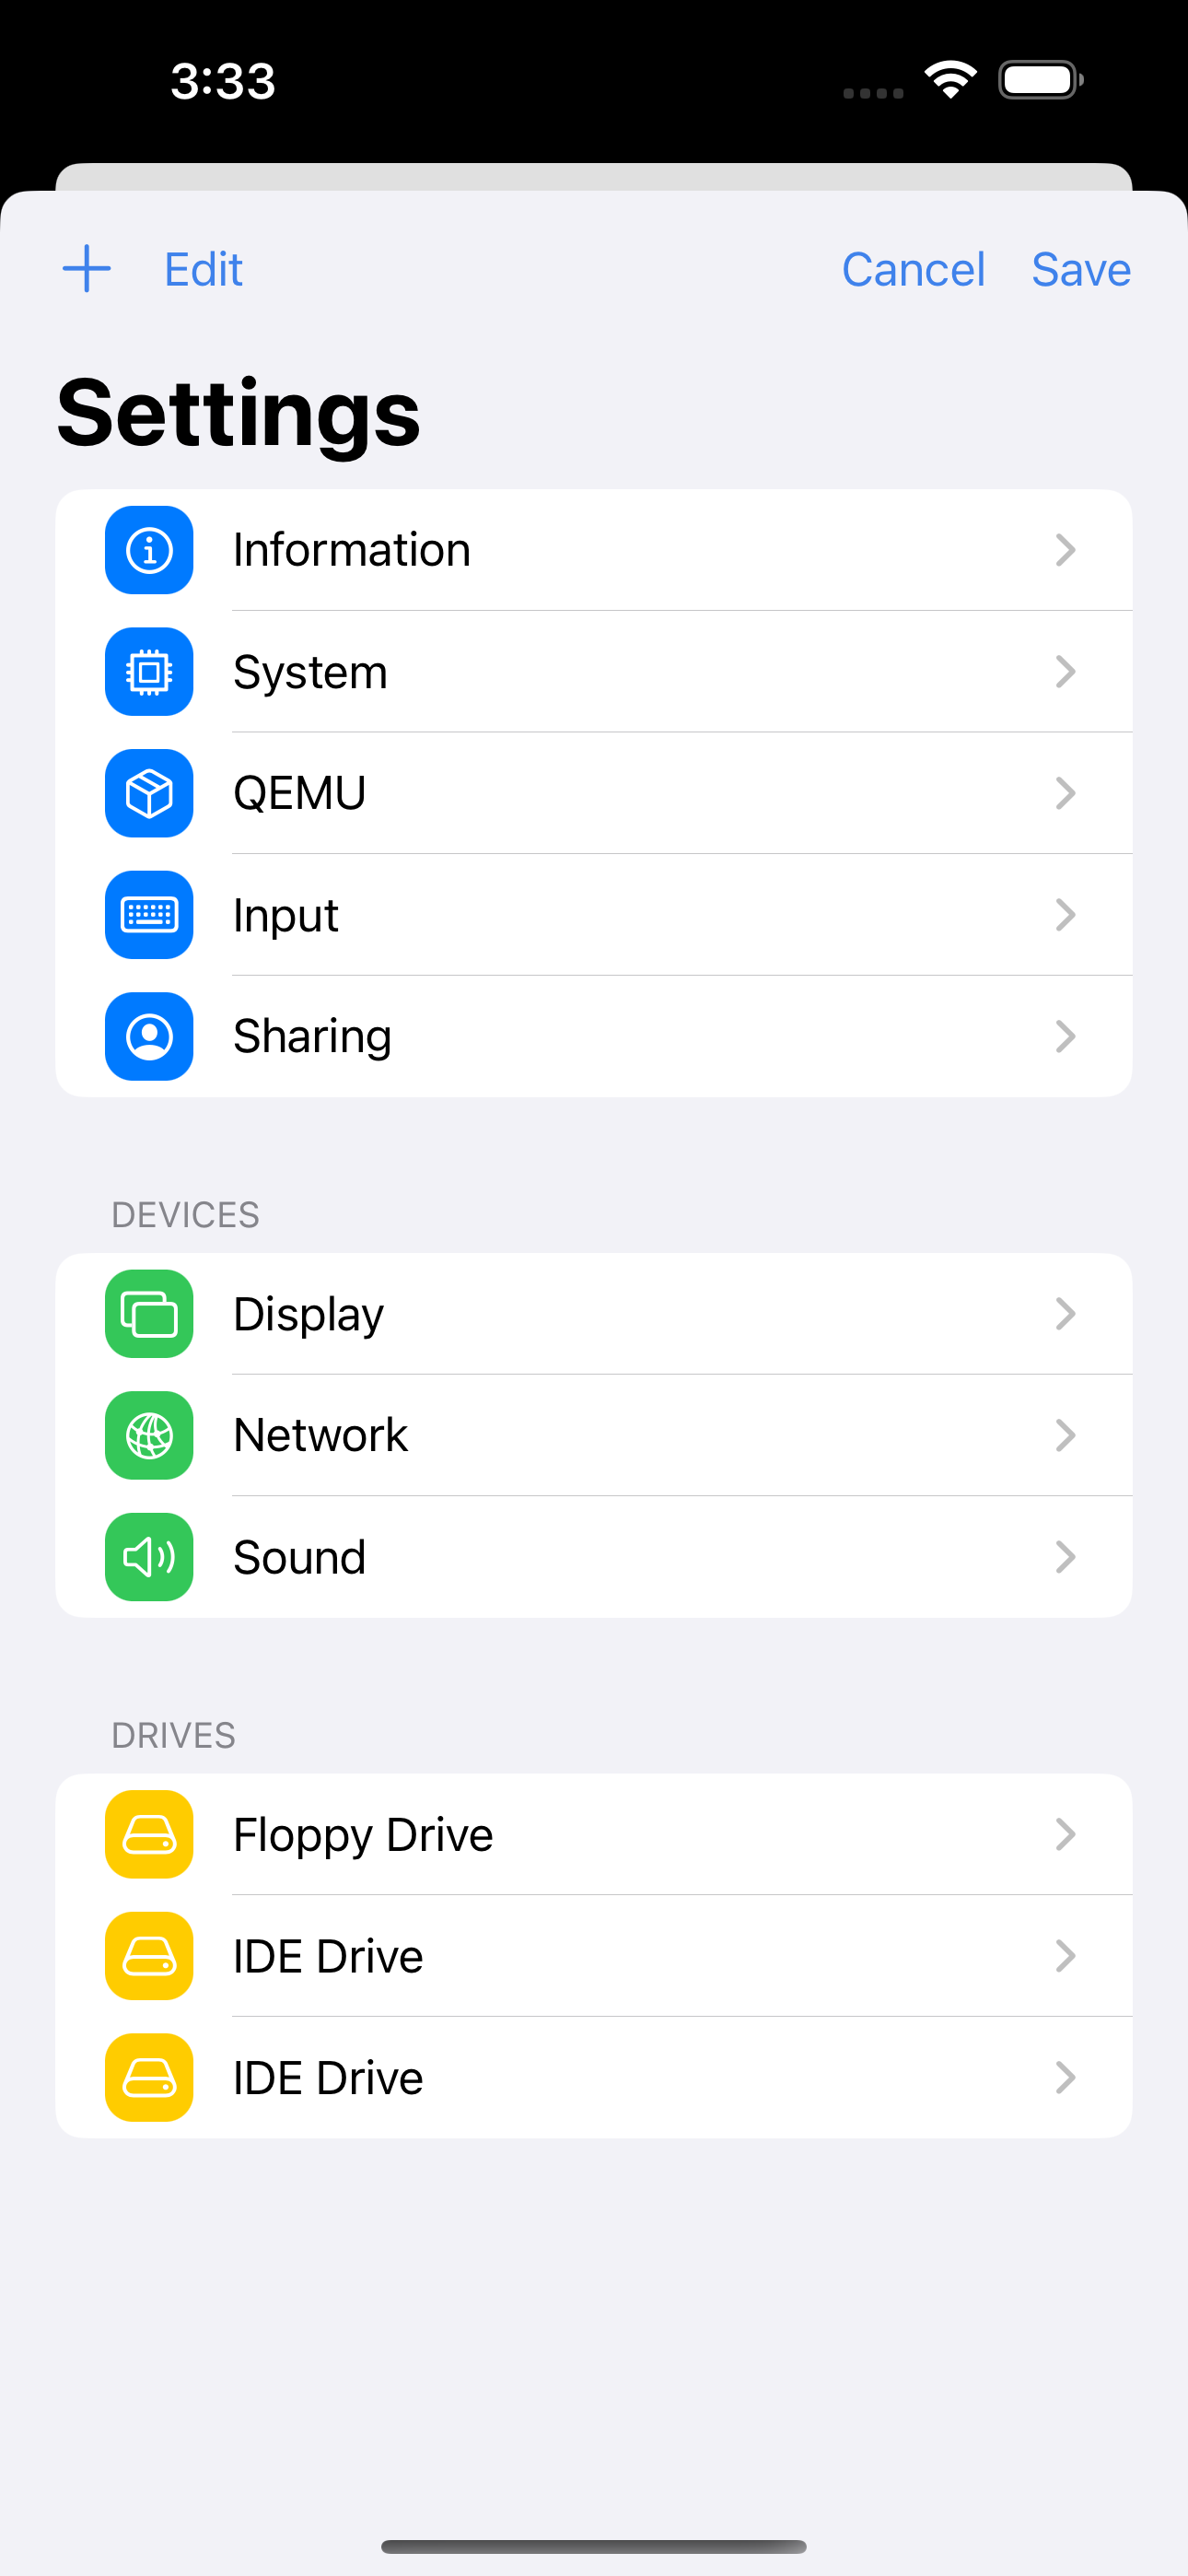 3:33
Edit Cancel Save
Settings
Information
System
QEMU
Input
Sharing
DEVICES
Display
Network
Sound
DRIVES
Floppy Drive
IDE Drive
IDE Drive